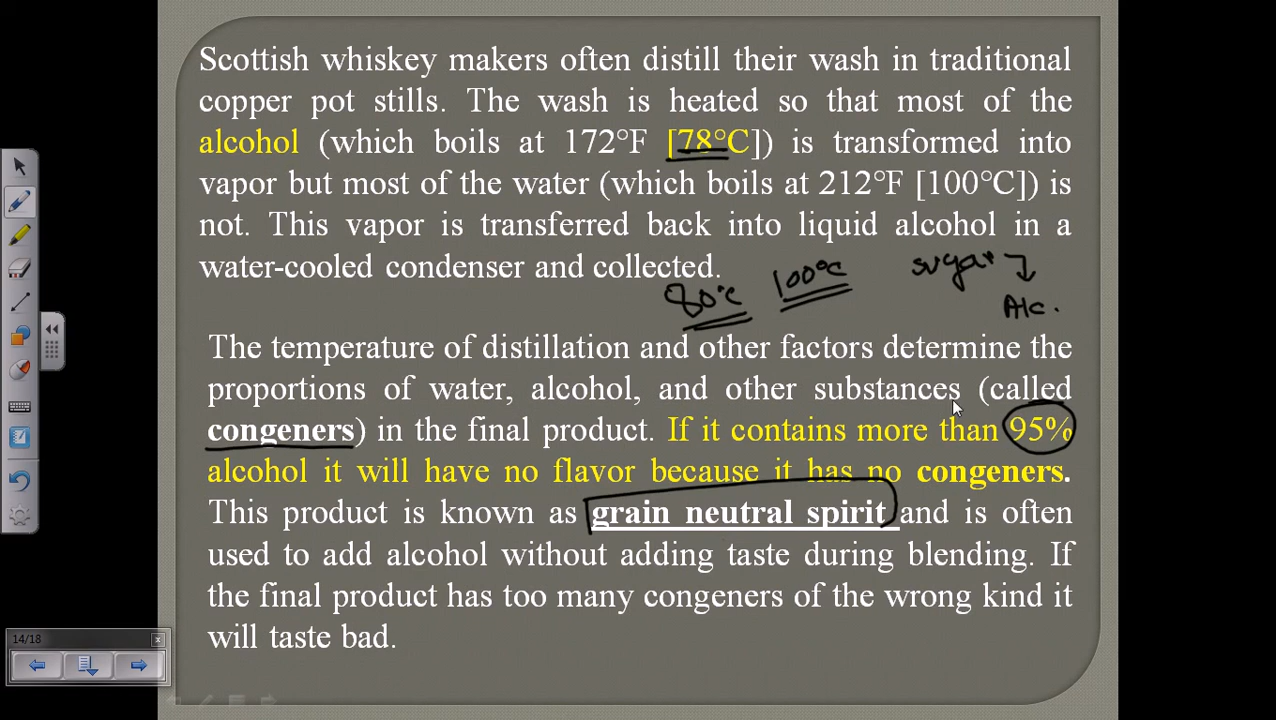 Scottish whiskey makers often distill their wash in traditional
copper pot stills. The wash is heated so that most of the
alcohol (which boils at 172°F [78°C]) is transformed into
vapor but most of the water (which boils at 212°F [100°C]) is
not. This vapor is transferred back into liquid alcohol in a
water-cooled condenser and collected.
80°C 100°C sugar
Alc.
The temperature of distillation and other factors determine the
proportions of water, alcohol, and other substances (called
congeners) in the final product. If it contains more than 95%
alcohol it will have no flavor because it has no congeners.
This product is known as grain neutral spirit and is often
used to add alcohol without adding taste during blending. If
the final product has too many congeners of the wrong kind it
will taste bad.
14/18